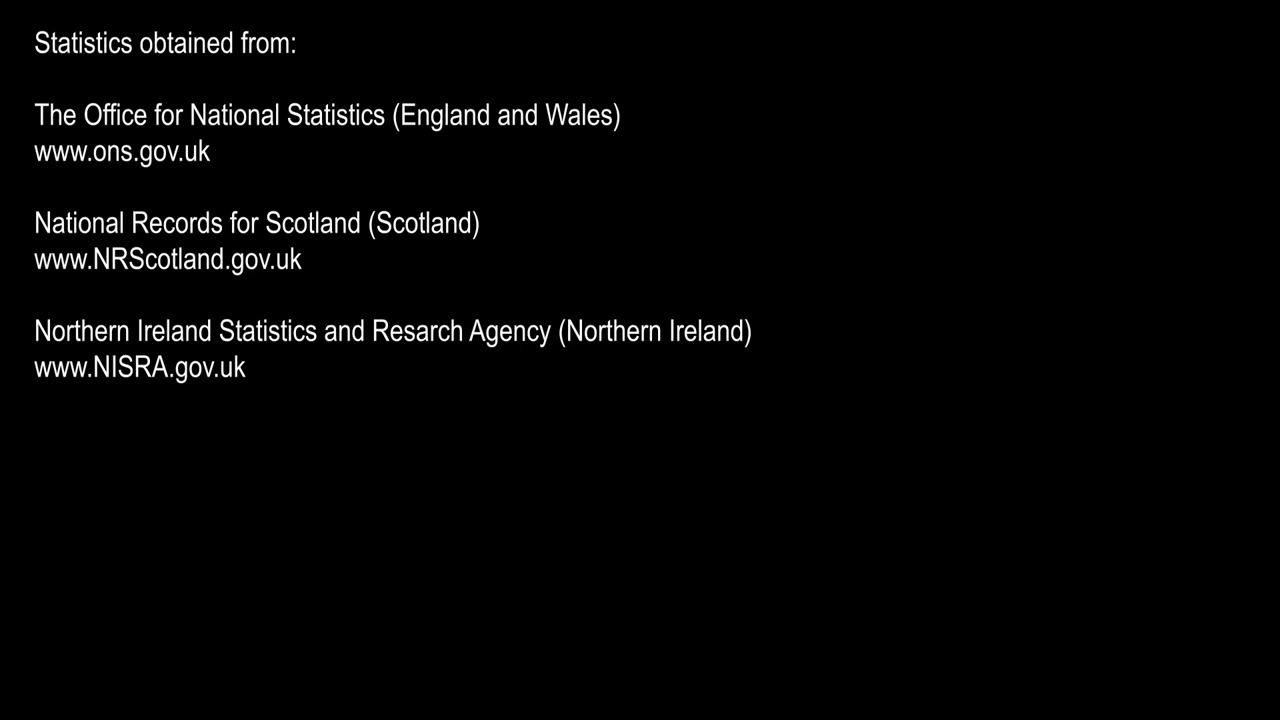 Statistics obtained from:
The Office for National Statistics (England and Wales)
www.ons.gov.uk
National Records for Scotland (Scotland)
www.NRScotland.gov.uk
Northern Ireland Statistics and Resarch Agency (Northern Ireland)
www.NISRA.gov.uk